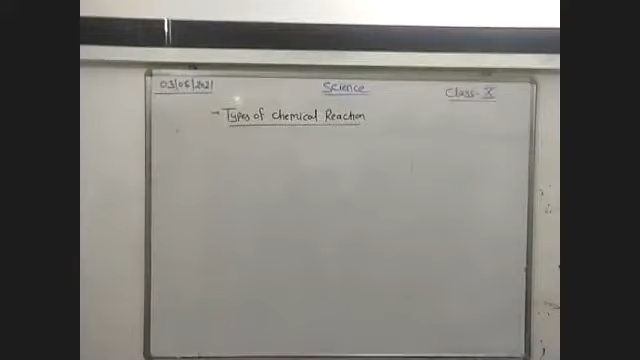 03/06/2021 Science Class- X
→ Types of Chemical Reaction